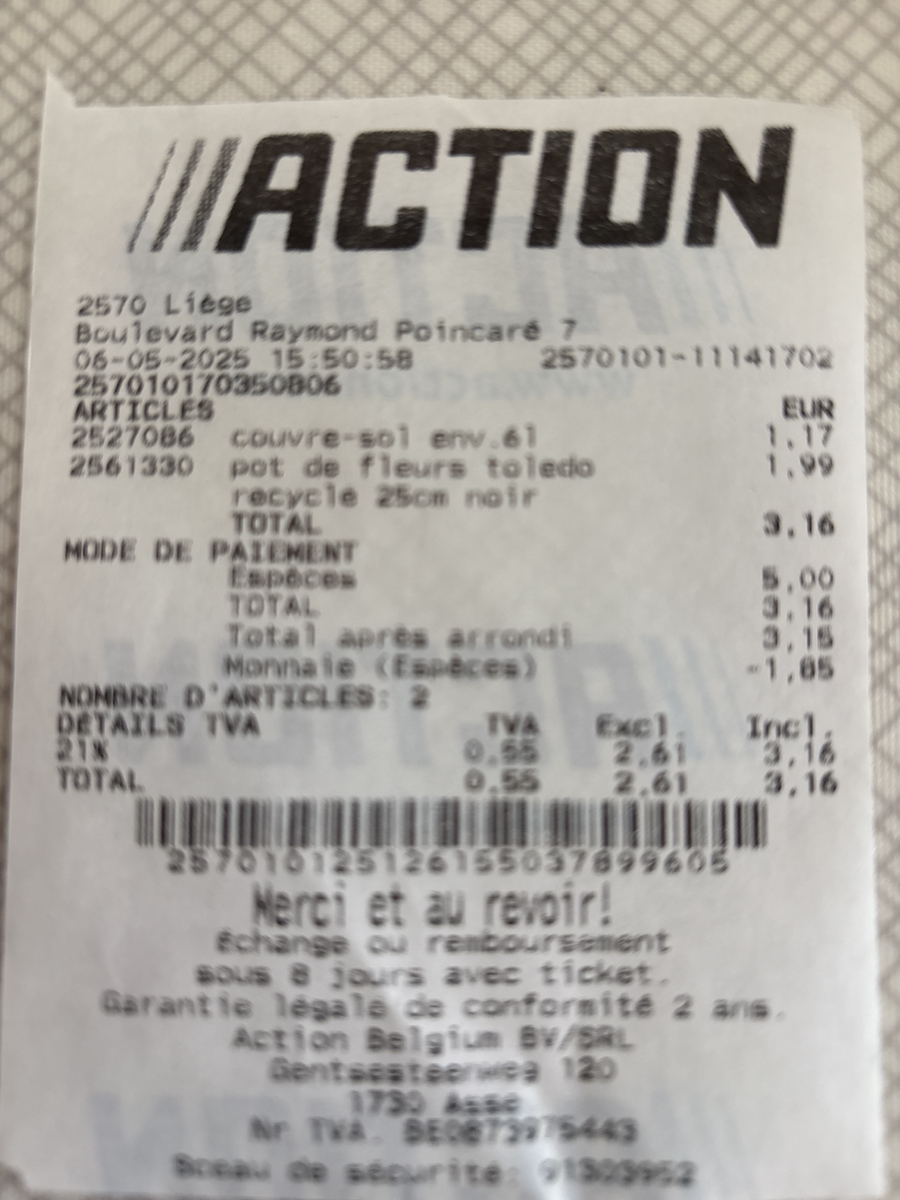 ///ACTION
2570 Liège
Boulevard Raymond Poincaré 7
06-05-2025 15:50:58 2570101-11141702
257010170350806
ARTICLES EUR
2527086 couvre-sol env.6l 1,17
2561330 pot de fleurs toledo 1,99
recyclé 25cm noir
TOTAL 3,16
MODE DE PAIEMENT
Espèces 5,00
TOTAL 3,16
Total après arrondi 3,15
Monnaie (Espèces) -1,85
NOMBRE D'ARTICLES: 2
DÉTAILS TVA TVA Excl. Incl.
21% 0,55 2,61 3,16
TOTAL 0,55 2,61 3,16
257010125126155037899605
Merci et au revoir!
échange ou remboursement
sous 8 jours avec ticket.
Garantie légale de conformité 2 ans.
Action Belgium BV/SRL
Gentsesteenweg 120
1730 Asse
Nr TVA. BE0873975443
Sceau de sécurité: